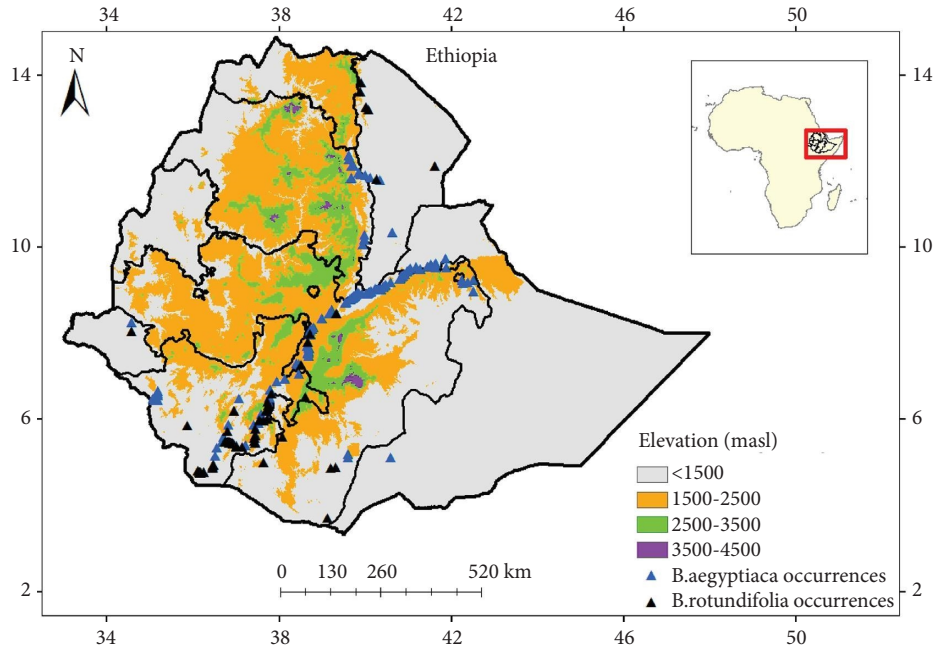 34 38 42 46 50
N
Ethiopia
14 14
10 10
6 6
2 2
Elevation (masl)
<1500
1500-2500
2500-3500
3500-4500
B.aegyptiaca occurrences
B.rotundifolia occurrences
0 130 260 520 km
34 38 42 46 50